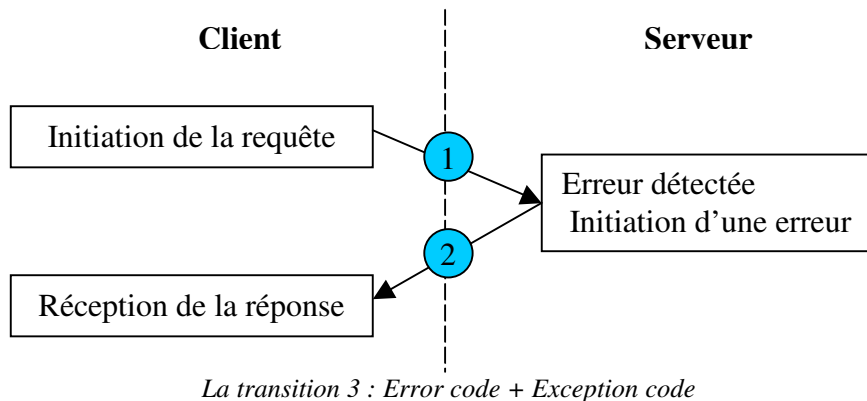 Client
Serveur
Initiation de la requête
1
Erreur détectée
Initiation d'une erreur
2
Réception de la réponse
La transition 3 : Error code + Exception code